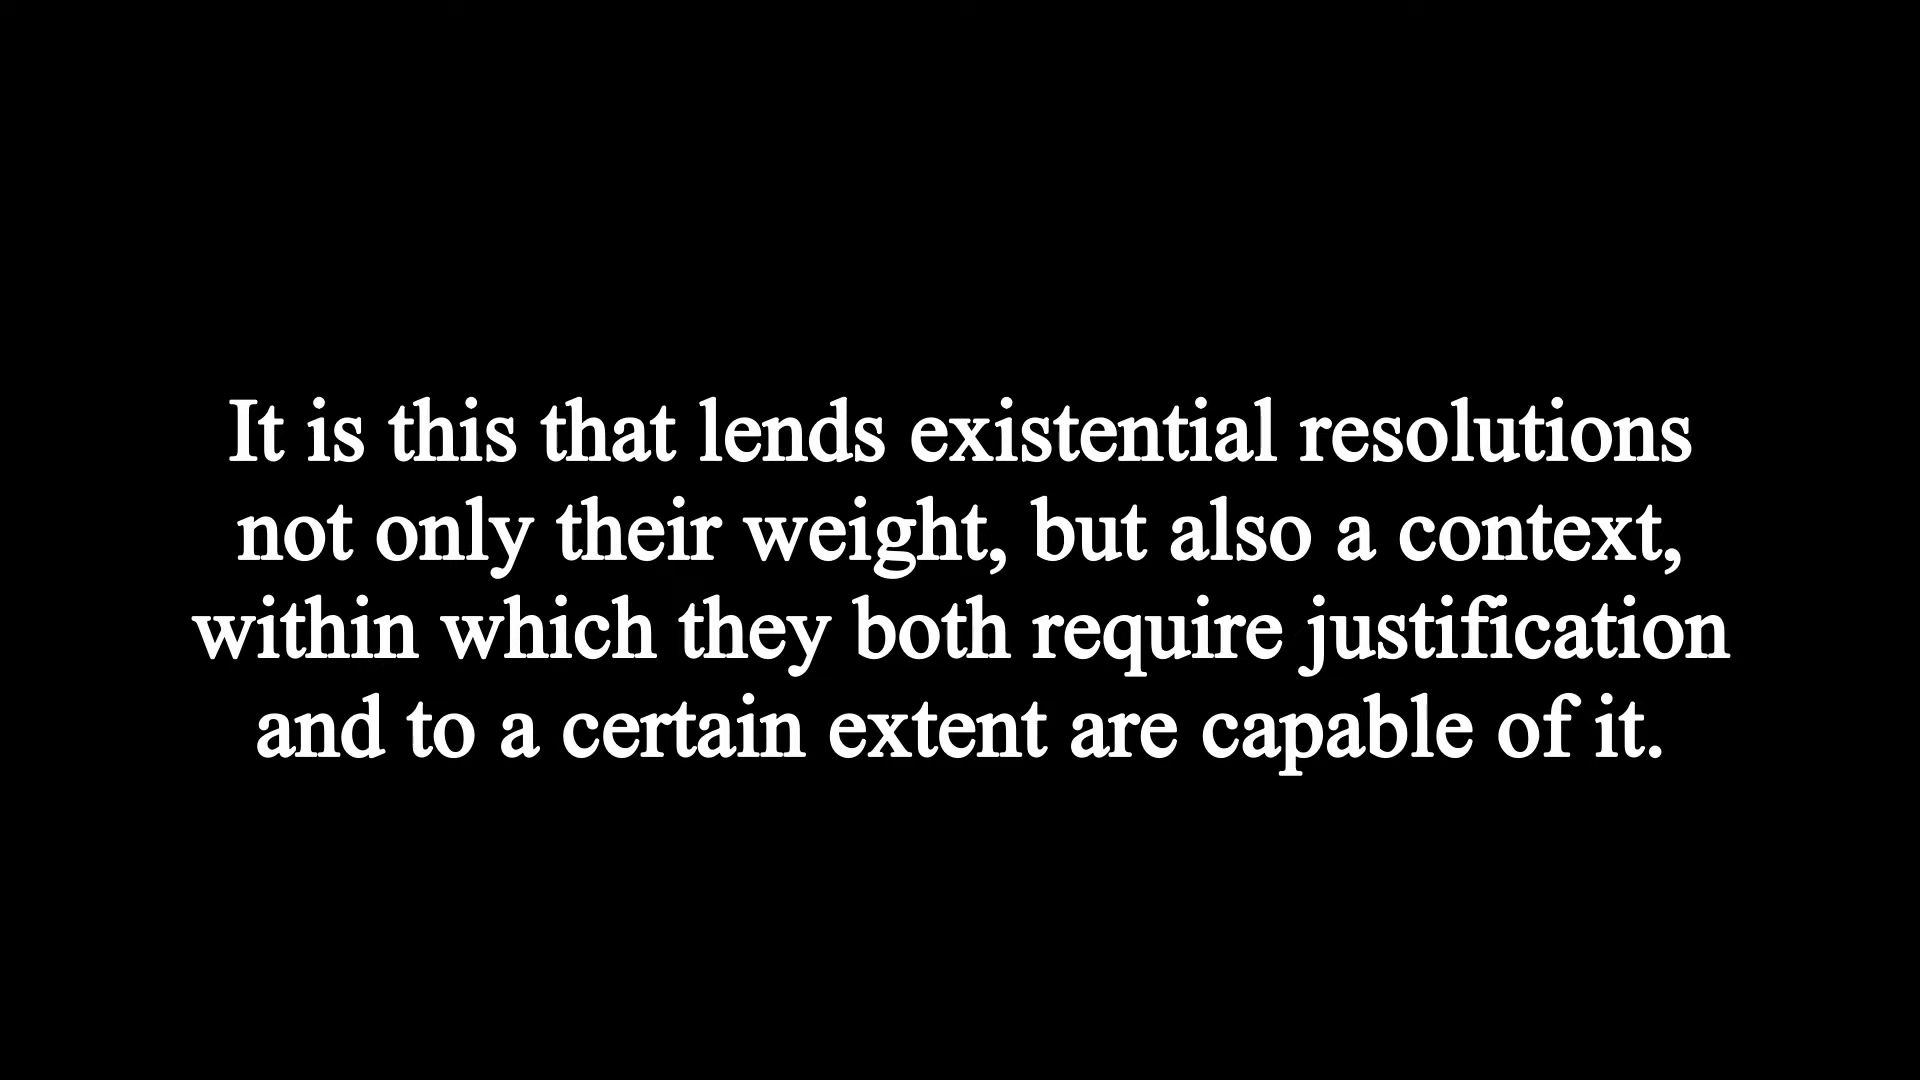 It is this that lends existential resolutions
not only their weight, but also a context,
within which they both require justification
and to a certain extent are capable of it.